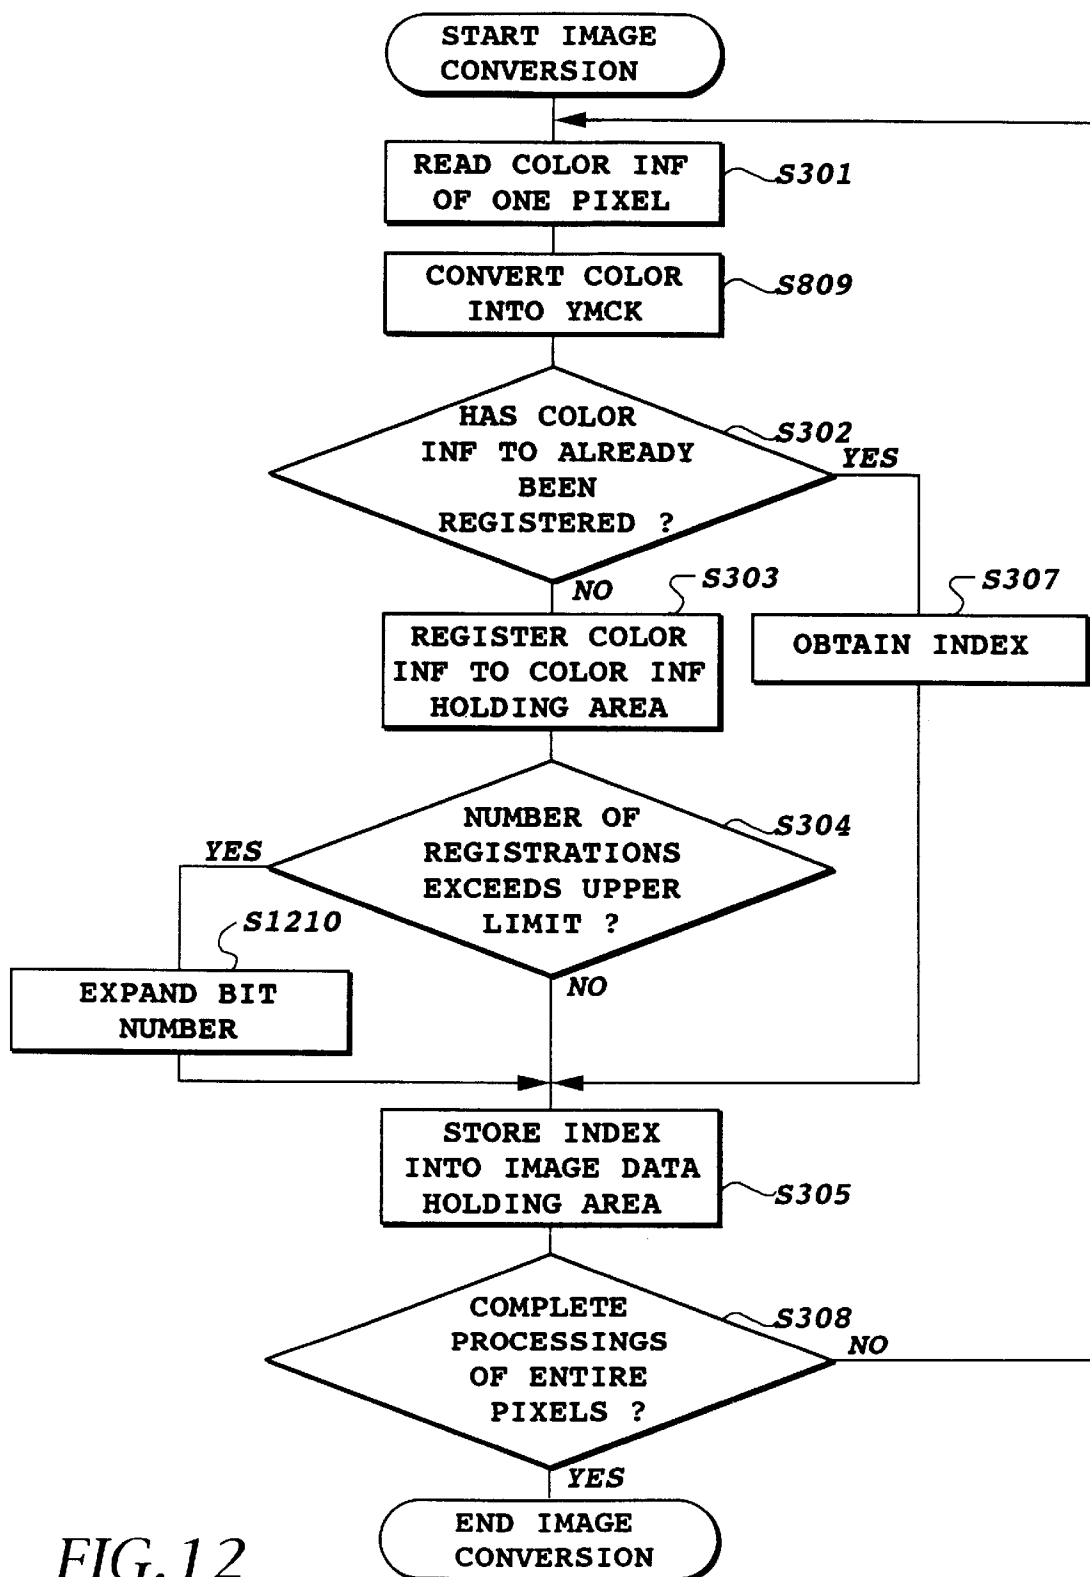 START IMAGE
CONVERSION
READ COLOR INF
OF ONE PIXEL
S301
CONVERT COLOR
INTO YMCK
S809
HAS COLOR
INF TO ALREADY
BEEN
REGISTERED ?
S302
YES
NO
S303
REGISTER COLOR
INF TO COLOR INF
HOLDING AREA
S307
OBTAIN INDEX
NUMBER OF
REGISTRATIONS
EXCEEDS UPPER
LIMIT ?
S304
YES
NO
S1210
EXPAND BIT
NUMBER
STORE INDEX
INTO IMAGE DATA
HOLDING AREA
S305
COMPLETE
PROCESSINGS
OF ENTIRE
PIXELS ?
S308
NO
YES
END IMAGE
CONVERSION
FIG.12